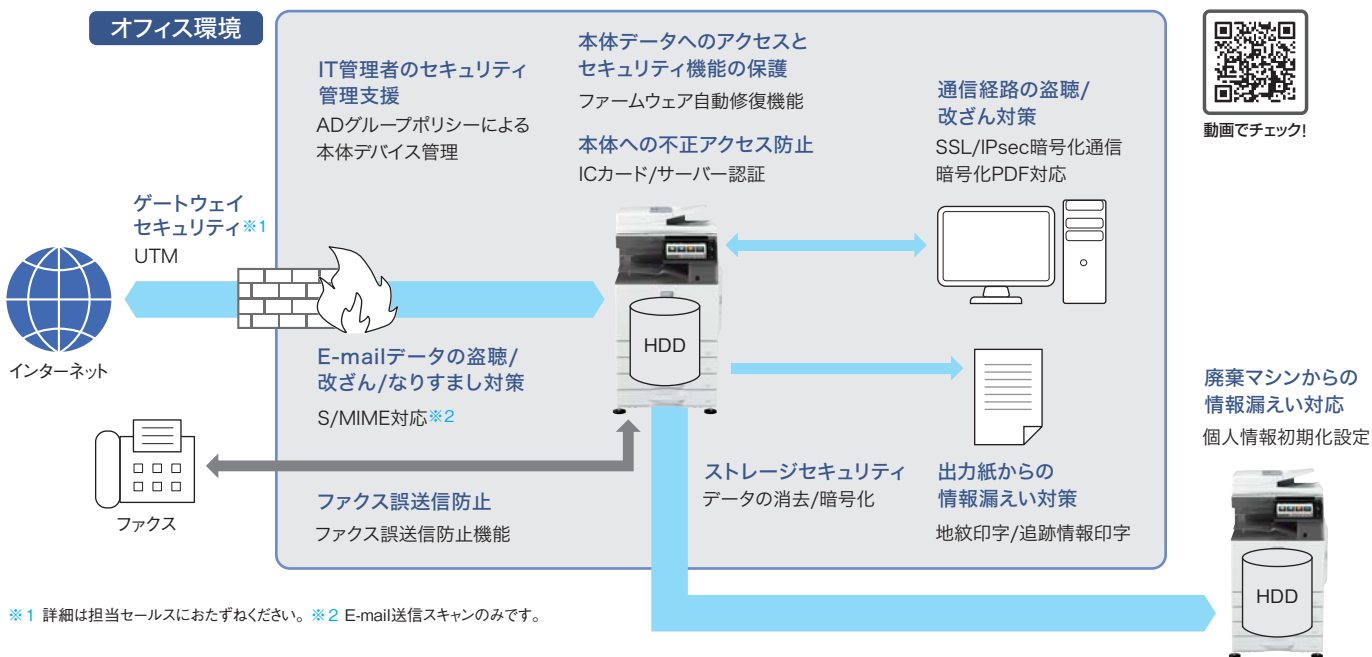 オフィス環境
IT管理者のセキュリティ
管理支援
ADグループポリシーによる
本体デバイス管理
本体データへのアクセスと
セキュリティ機能の保護
ファームウェア自動修復機能
本体への不正アクセス防止
ICカード/サーバー認証
通信経路の盗聴/
改ざん対策
SSL/IPsec暗号化通信
暗号化PDF対応
動画でチェック!
ゲートウェイ
セキュリティ※1
UTM
インターネット
HDD
E-mailデータの盗聴/
改ざん/なりすまし対策
S/MIME対応※2
ファクス
ファクス誤送信防止
ファクス誤送信防止機能
ストレージセキュリティ
データの消去/暗号化
出力紙からの
情報漏えい対策
地紋印字/追跡情報印字
廃棄マシンからの
情報漏えい対応
個人情報初期化設定
HDD
※1 詳細は担当セールスにおたずねください。 ※2 E-mail送信スキャンのみです。